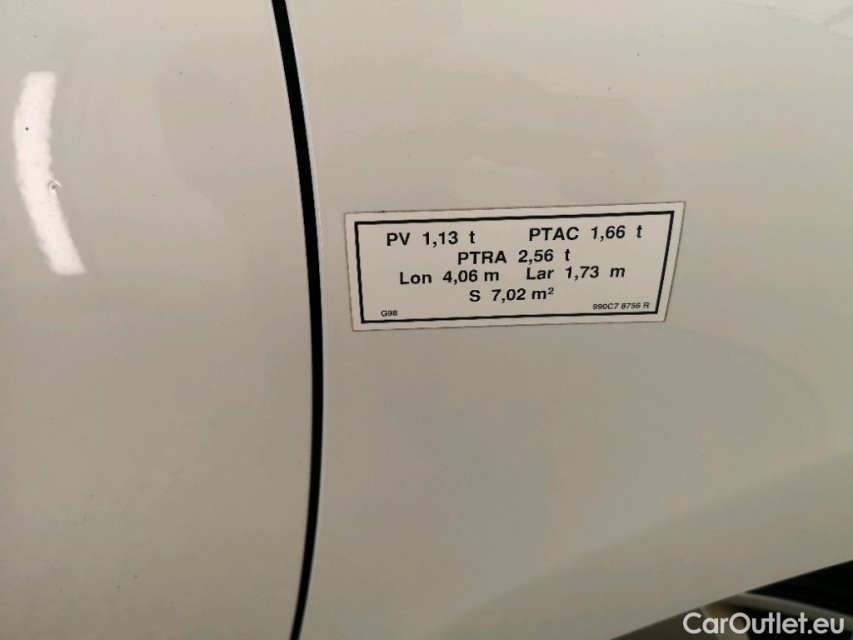 PV 1,13 t PTAC 1,66 t
PTRA 2,56 t
Lon 4,06 m Lar 1,73 m
S 7,02 m²
G98 990C7 8756 R
CarOutlet.eu